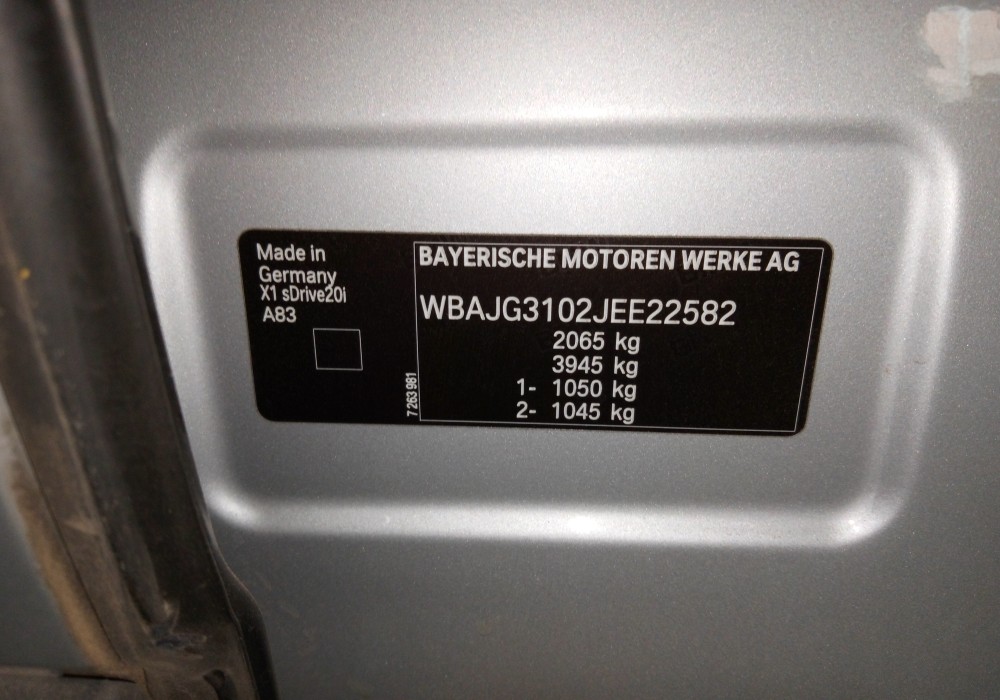 Made in
Germany
X1 sDrive20i
A83
7 263 981
BAYERISCHE MOTOREN WERKE AG
WBAJG3102JEE22582
2065 kg
3945 kg
1- 1050 kg
2- 1045 kg